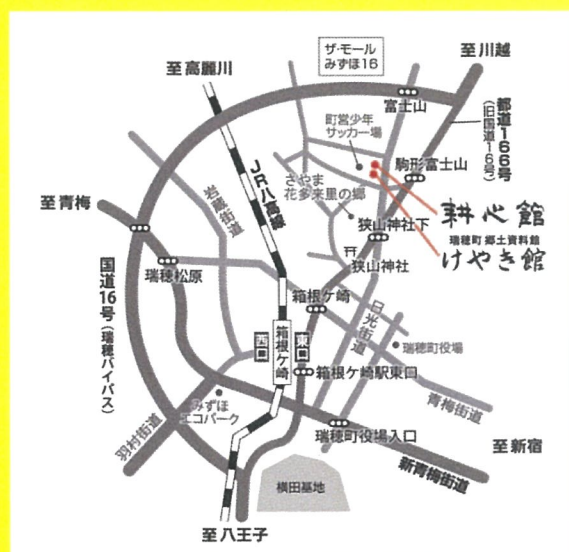 ザ・モール
みずほ16
至川越
至高麗川
富士山
都道166号
(旧国道16号)
町営少年
サッカー場
駒形富士山
JR八高線
さやま
花多来里の郷
岩蔵街道
至青梅
耕心館
狭山神社下
瑞穂町郷土資料館
けやき館
狭山神社
瑞穂松原
国道16号(瑞穂バイパス)
箱根ケ崎
日光街道
西口
箱根ケ崎
東口
瑞穂町役場
箱根ケ崎駅東口
みずほ
エコパーク
青梅街道
羽村街道
瑞穂町役場入口
至新宿
新青梅街道
横田基地
至八王子